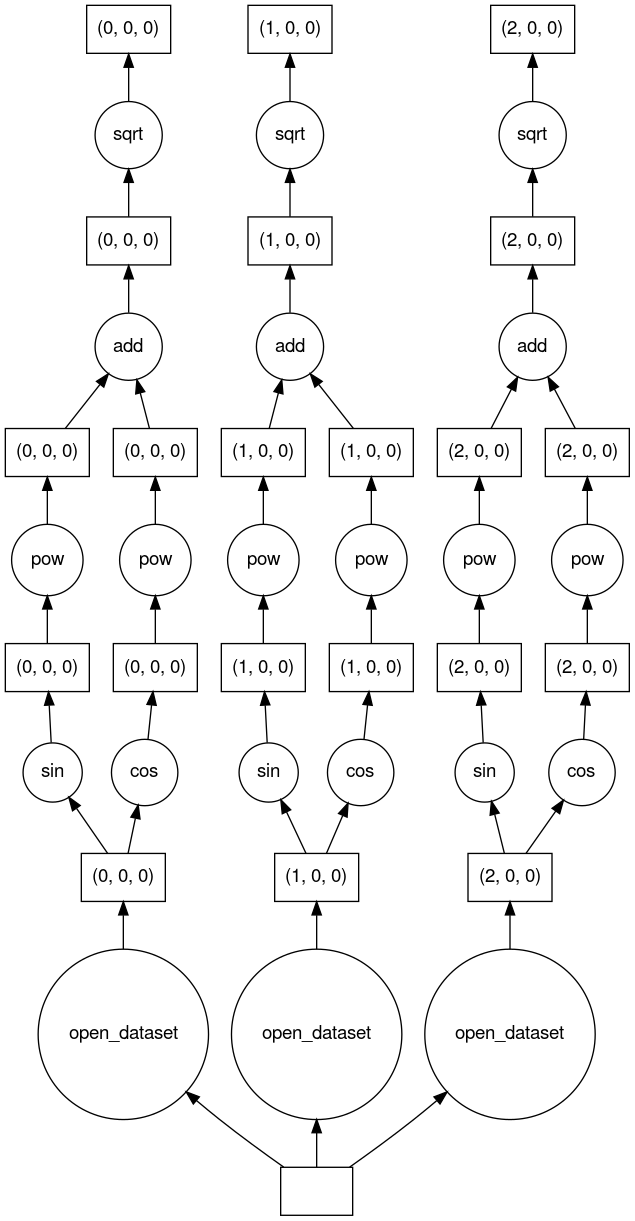 (0, 0, 0) (1, 0, 0) (2, 0, 0)
sqrt sqrt sqrt
(0, 0, 0) (1, 0, 0) (2, 0, 0)
add add add
(0, 0, 0) (0, 0, 0) (1, 0, 0) (1, 0, 0) (2, 0, 0) (2, 0, 0)
pow pow pow pow pow pow
(0, 0, 0) (0, 0, 0) (1, 0, 0) (1, 0, 0) (2, 0, 0) (2, 0, 0)
sin cos sin cos sin cos
(0, 0, 0) (1, 0, 0) (2, 0, 0)
open_dataset open_dataset open_dataset